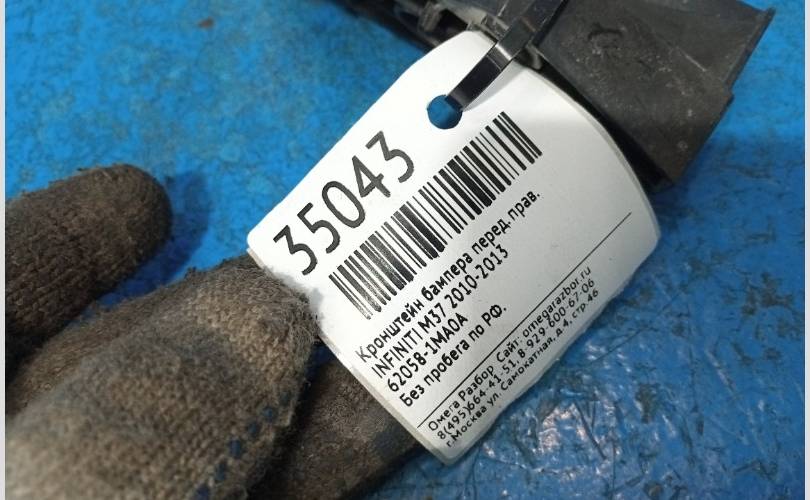 35043
Кронштейн бампера перед. прав.
INFINITI M37 2010-2013
62058-1MA0A
Без пробега по РФ.
Омега Разбор Сайт: omegarazbor.ru
8(495)664-41-51, 8-929-600-67-06
г.Москва ул. Самокатная, д.4, стр.46